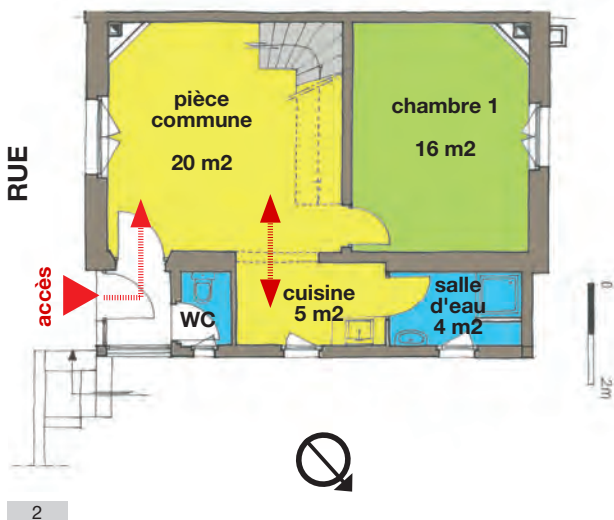 pièce
commune
20 m2
chambre 1
16 m2
RUE
accès
WC
cuisine
5 m2
salle
d'eau
4 m2
0
2m
2